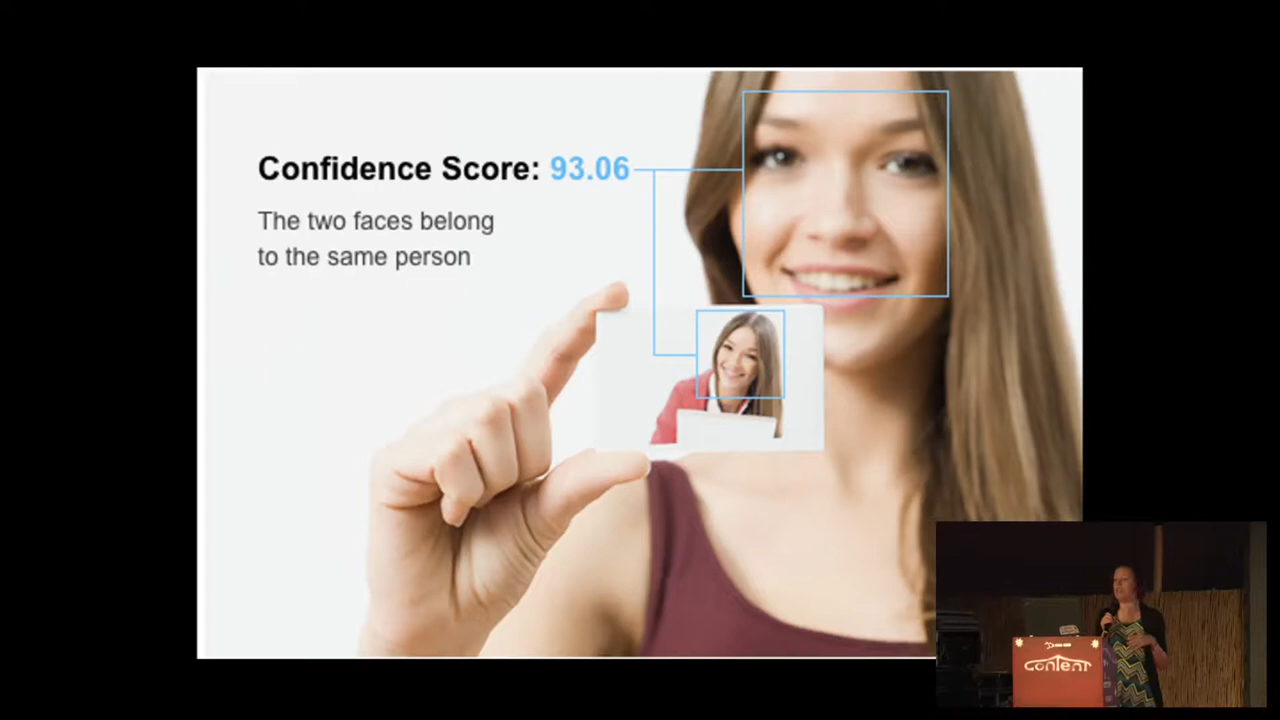 Confidence Score: 93.06
The two faces belong
to the same person
content